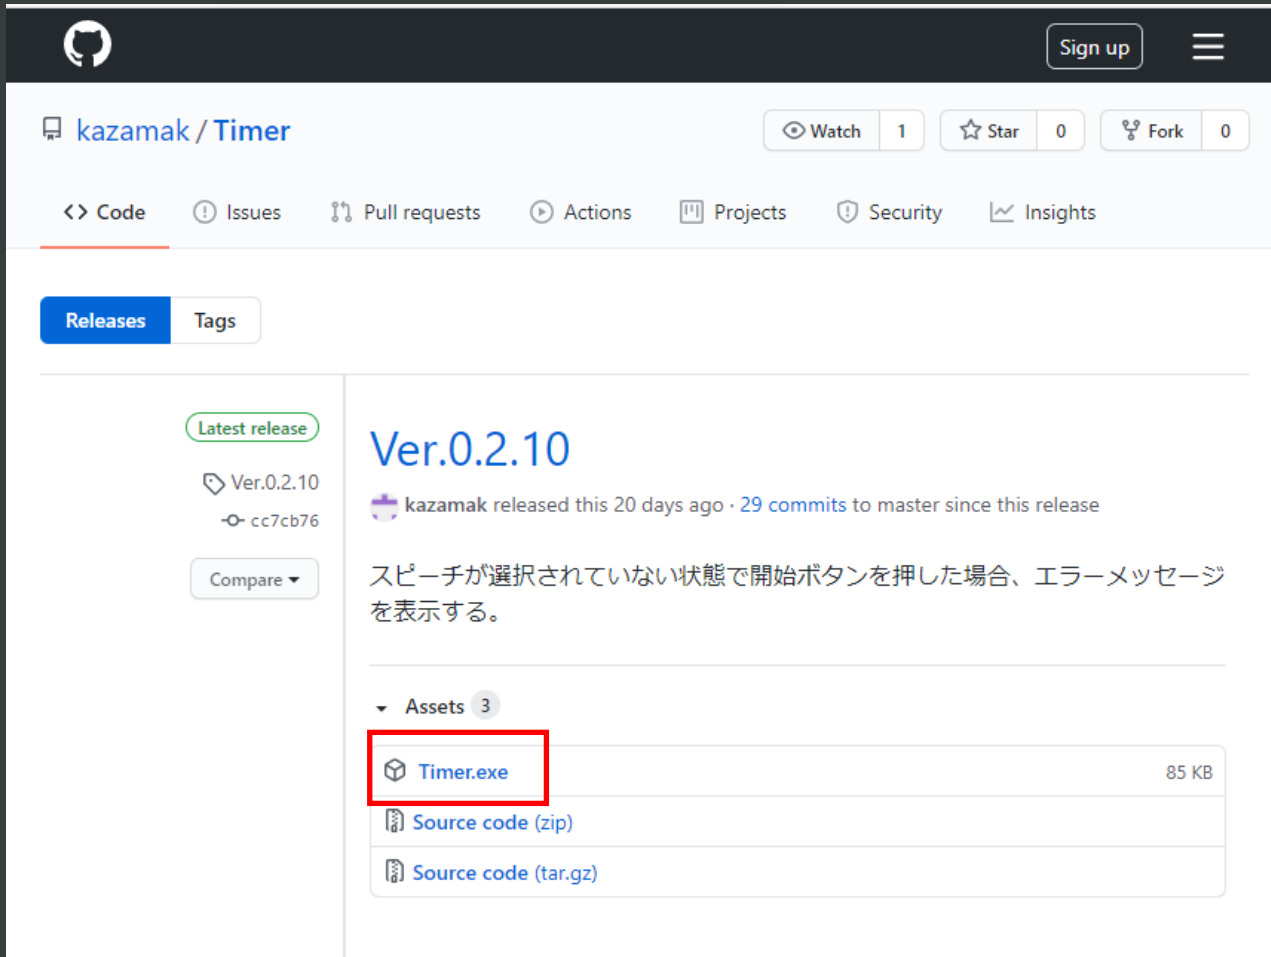 Sign up
kazamak / Timer
Watch 1
Star 0
Fork 0
Code
Issues
Pull requests
Actions
Projects
Security
Insights
Releases
Tags
Latest release
Ver.0.2.10
cc7cb76
Compare
Ver.0.2.10
kazamak released this 20 days ago · 29 commits to master since this release
スピーチが選択されていない状態で開始ボタンを押した場合、エラーメッセージ
を表示する。
Assets 3
Timer.exe 85 KB
Source code (zip)
Source code (tar.gz)